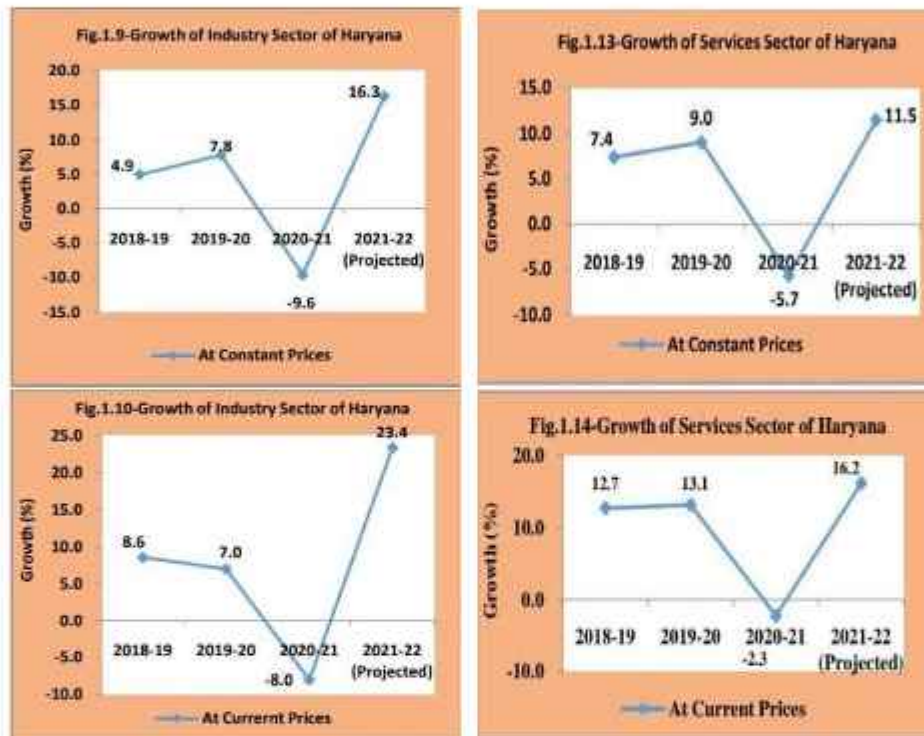 Fig.1.9-Growth of Industry Sector of Haryana
20.0
15.0
10.0
5.0
0.0
-5.0
-10.0
-15.0
Growth (%)
4.9
7.8
-9.6
16.3
2018-19 2019-20 2020-21 2021-22
(Projected)
At Constant Prices
Fig.1.13-Growth of Services Sector of Haryana
15.0
10.0
5.0
0.0
-5.0
-10.0
Growth (%)
7.4
9.0
-5.7
11.5
2018-19 2019-20 2020-21 2021-22
(Projected)
At Constant Prices
Fig.1.10-Growth of Industry Sector of Haryana
25.0
20.0
15.0
10.0
5.0
0.0
-5.0
-10.0
Growth (%)
8.6
7.0
-8.0
23.4
2018-19 2019-20 2020-21 2021-22
(Projected)
At Currernt Prices
Fig.1.14-Growth of Services Sector of Haryana
20.0
10.0
0.0
-10.0
Growth (%)
12.7
13.1
-2.3
16.2
2018-19 2019-20 2020-21 2021-22
(Projected)
At Current Prices